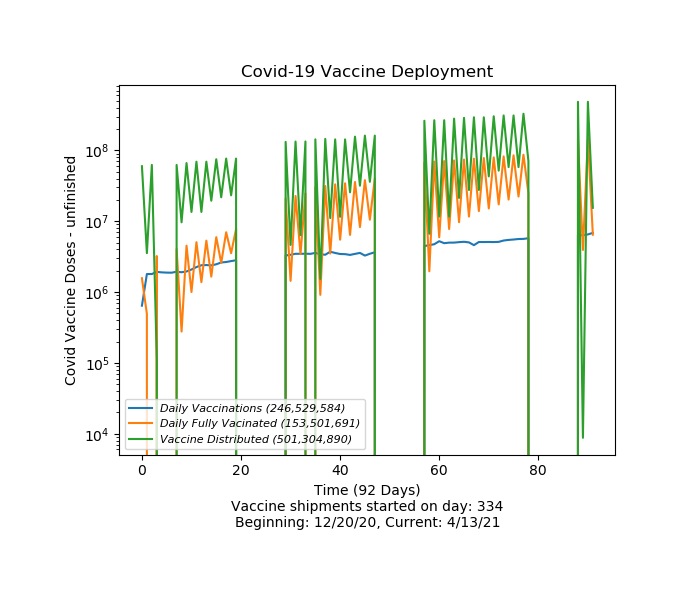 Covid-19 Vaccine Deployment
Covid Vaccine Doses - unfinished
10⁸
10⁷
10⁶
10⁵
10⁴
Daily Vaccinations (246,529,584)
Daily Fully Vacinated (153,501,691)
Vaccine Distributed (501,304,890)
0 20 40 60 80
Time (92 Days)
Vaccine shipments started on day: 334
Beginning: 12/20/20, Current: 4/13/21